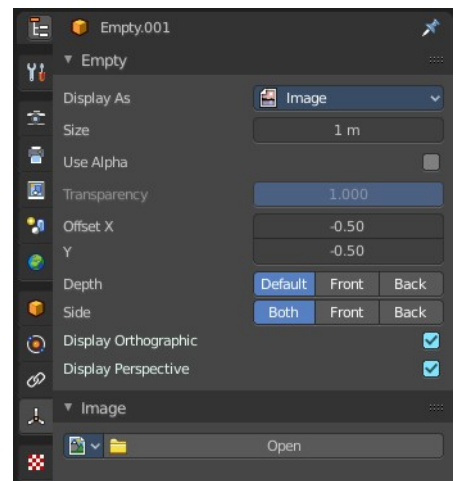 Empty.001
Empty
Display As Image
Size 1 m
Use Alpha
Transparency 1.000
Offset X -0.50
Y -0.50
Depth Default Front Back
Side Both Front Back
Display Orthographic
Display Perspective
Image
Open